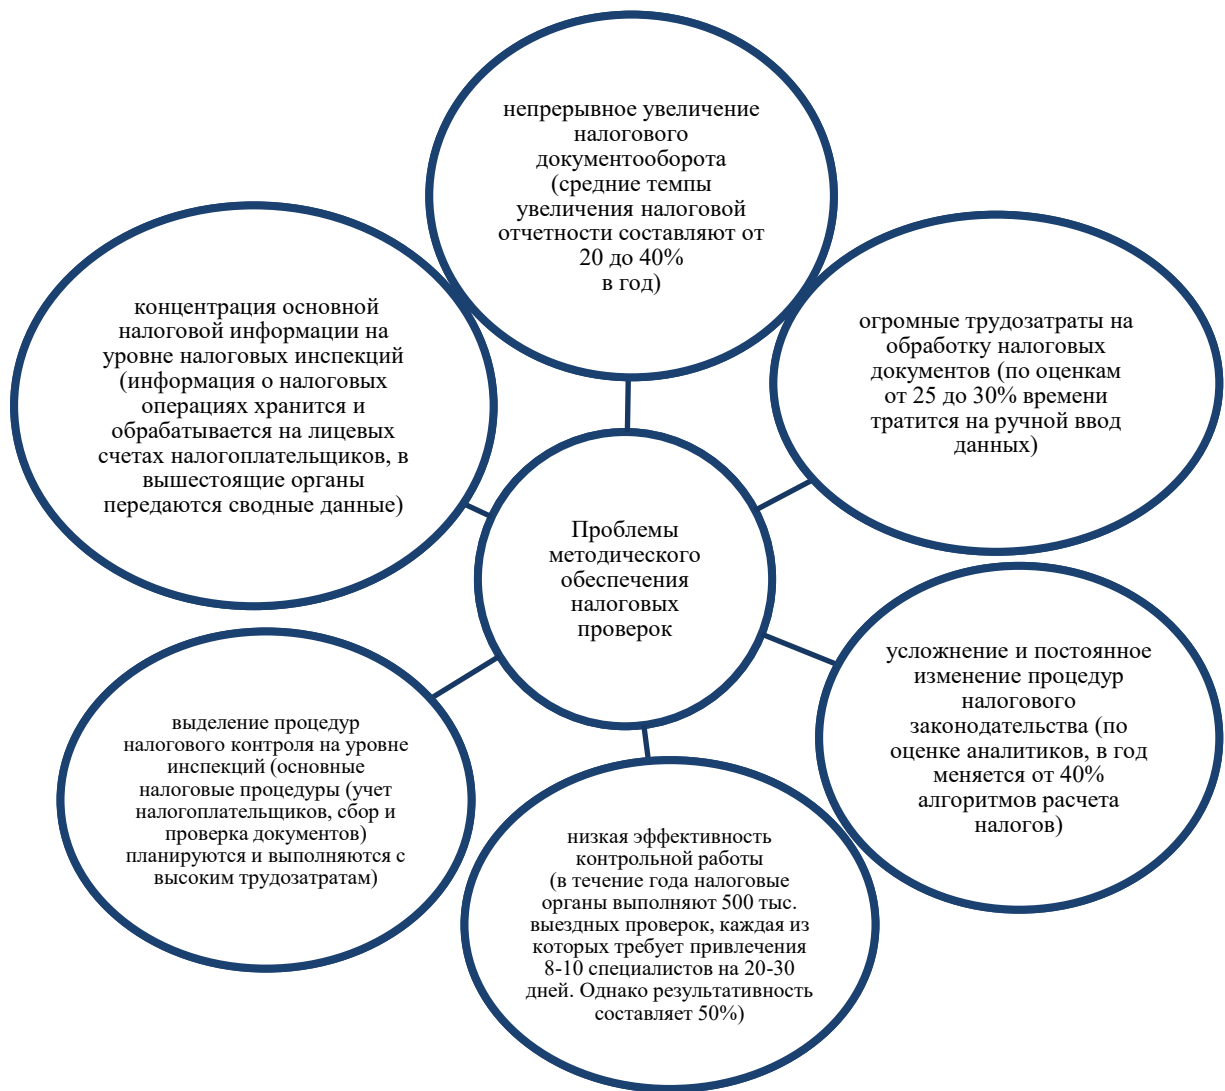 непрерывное увеличение
налогового
документооборота
(средние темпы
увеличения налоговой
отчетности составляют от
20 до 40%
в год)
огромные трудозатраты на
обработку налоговых
документов (по оценкам
от 25 до 30% времени
тратится на ручной ввод
данных)
усложнение и постоянное
изменение процедур
налогового
законодательства (по
оценке аналитиков, в год
меняется от 40%
алгоритмов расчета
налогов)
низкая эффективность
контрольной работы
(в течение года налоговые
органы выполняют 500 тыс.
выездных проверок, каждая из
которых требует привлечения
8-10 специалистов на 20-30
дней. Однако результативность
составляет 50%)
выделение процедур
налогового контроля на уровне
инспекций (основные
налоговые процедуры (учет
налогоплательщиков, сбор и
проверка документов)
планируются и выполняются с
высоким трудозатратам)
концентрация основной
налоговой информации на
уровне налоговых инспекций
(информация о налоговых
операциях хранится и
обрабатывается на лицевых
счетах налогоплательщиков, в
вышестоящие органы
передаются сводные данные)
Проблемы
методического
обеспечения
налоговых
проверок